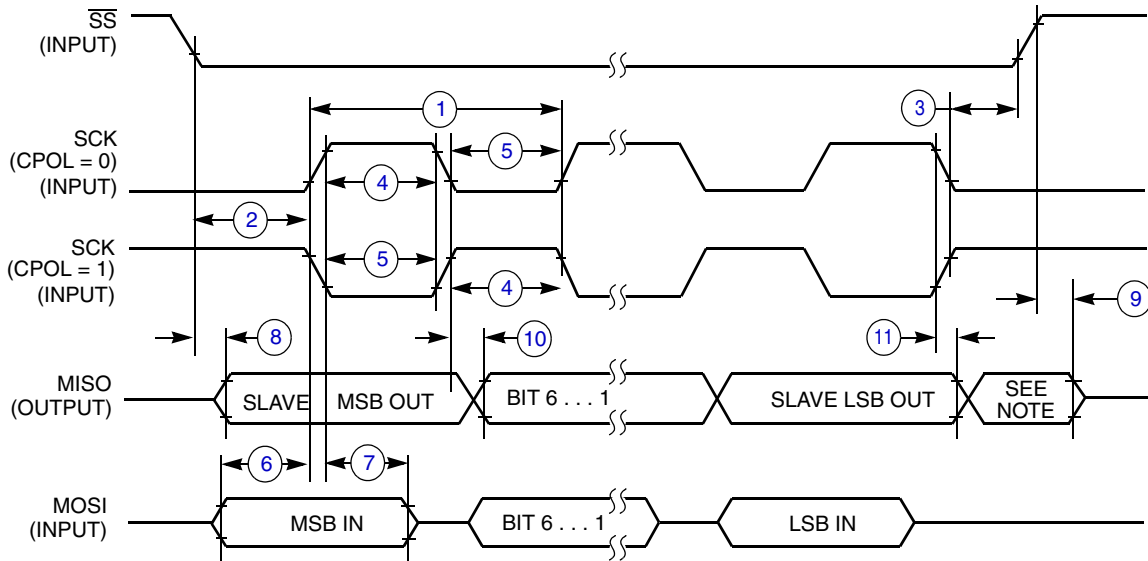 SS
(INPUT)
1
3
SCK
(CPOL = 0)
(INPUT)
5
4
2
SCK
(CPOL = 1)
(INPUT)
5
4
9
8
10
11
MISO
(OUTPUT)
SLAVE
MSB OUT
BIT 6 . . . 1
SLAVE LSB OUT
SEE
NOTE
6
7
MOSI
(INPUT)
MSB IN
BIT 6 . . . 1
LSB IN